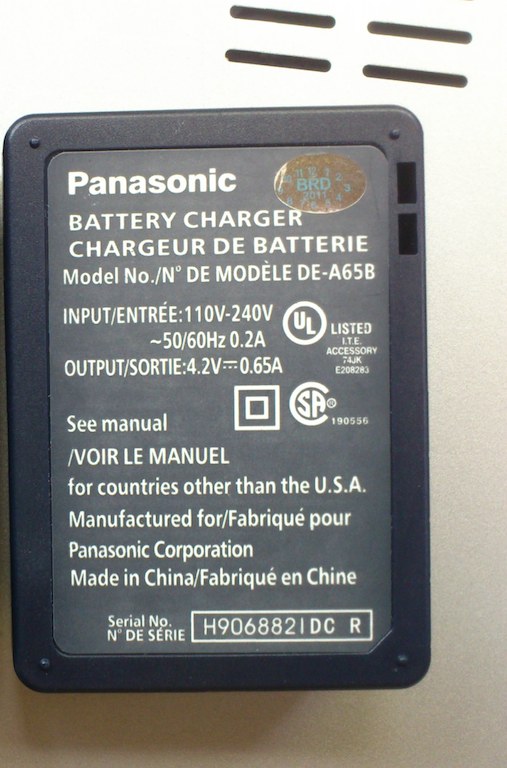 Panasonic
BRD
2011
BATTERY CHARGER
CHARGEUR DE BATTERIE
Model No./N° DE MODÈLE DE-A65B
INPUT/ENTRÉE:110V-240V
~50/60Hz 0.2A
OUTPUT/SORTIE:4.2V⎓0.65A
UL
LISTED
I.T.E.
ACCESSORY
74JK
E208283
SA®
190556
See manual
/VOIR LE MANUEL
for countries other than the U.S.A.
Manufactured for/Fabriqué pour
Panasonic Corporation
Made in China/Fabriqué en Chine
Serial No.
N° DE SÉRIE
H906882IDC R